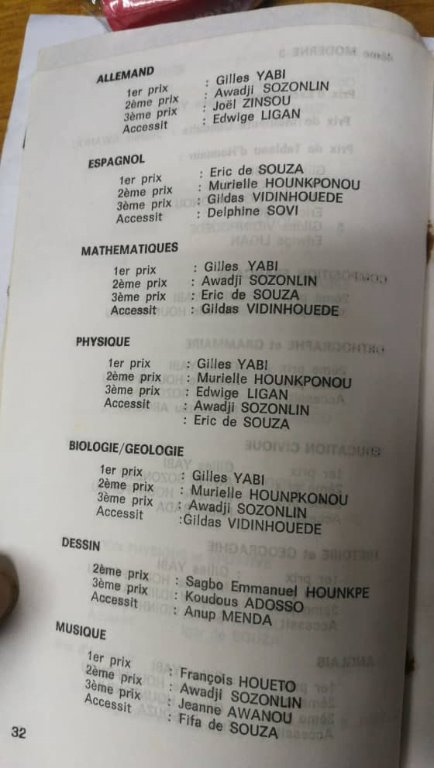 ALLEMAND
1er prix : Gilles YABI
2ème prix : Awadji SOZONLIN
3ème prix : Joël ZINSOU
Accessit : Edwige LIGAN
ESPAGNOL
1er prix : Eric de SOUZA
2ème prix : Murielle HOUNKPONOU
3ème prix : Gildas VIDINHOUEDE
Accessit : Delphine SOVI
MATHEMATIQUES
1er prix : Gilles YABI
2ème prix : Awadji SOZONLIN
3ème prix : Eric de SOUZA
Accessit : Gildas VIDINHOUEDE
PHYSIQUE
1er prix : Gilles YABI
2ème prix : Murielle HOUNKPONOU
3ème prix : Edwige LIGAN
Accessit : Awadji SOZONLIN
: Eric de SOUZA
BIOLOGIE/GEOLOGIE
1er prix : Gilles YABI
2ème prix : Murielle HOUNPKONOU
3ème prix : Awadji SOZONLIN
Accessit :Gildas VIDINHOUEDE
DESSIN
2ème prix : Sagbo Emmanuel HOUNKPE
3ème prix : Koudous ADOSSO
Accessit : Anup MENDA
MUSIQUE
1er prix : François HOUETO
2ème prix : Awadji SOZONLIN
3ème prix : Jeanne AWANOU
Accessit : Fifa de SOUZA
32